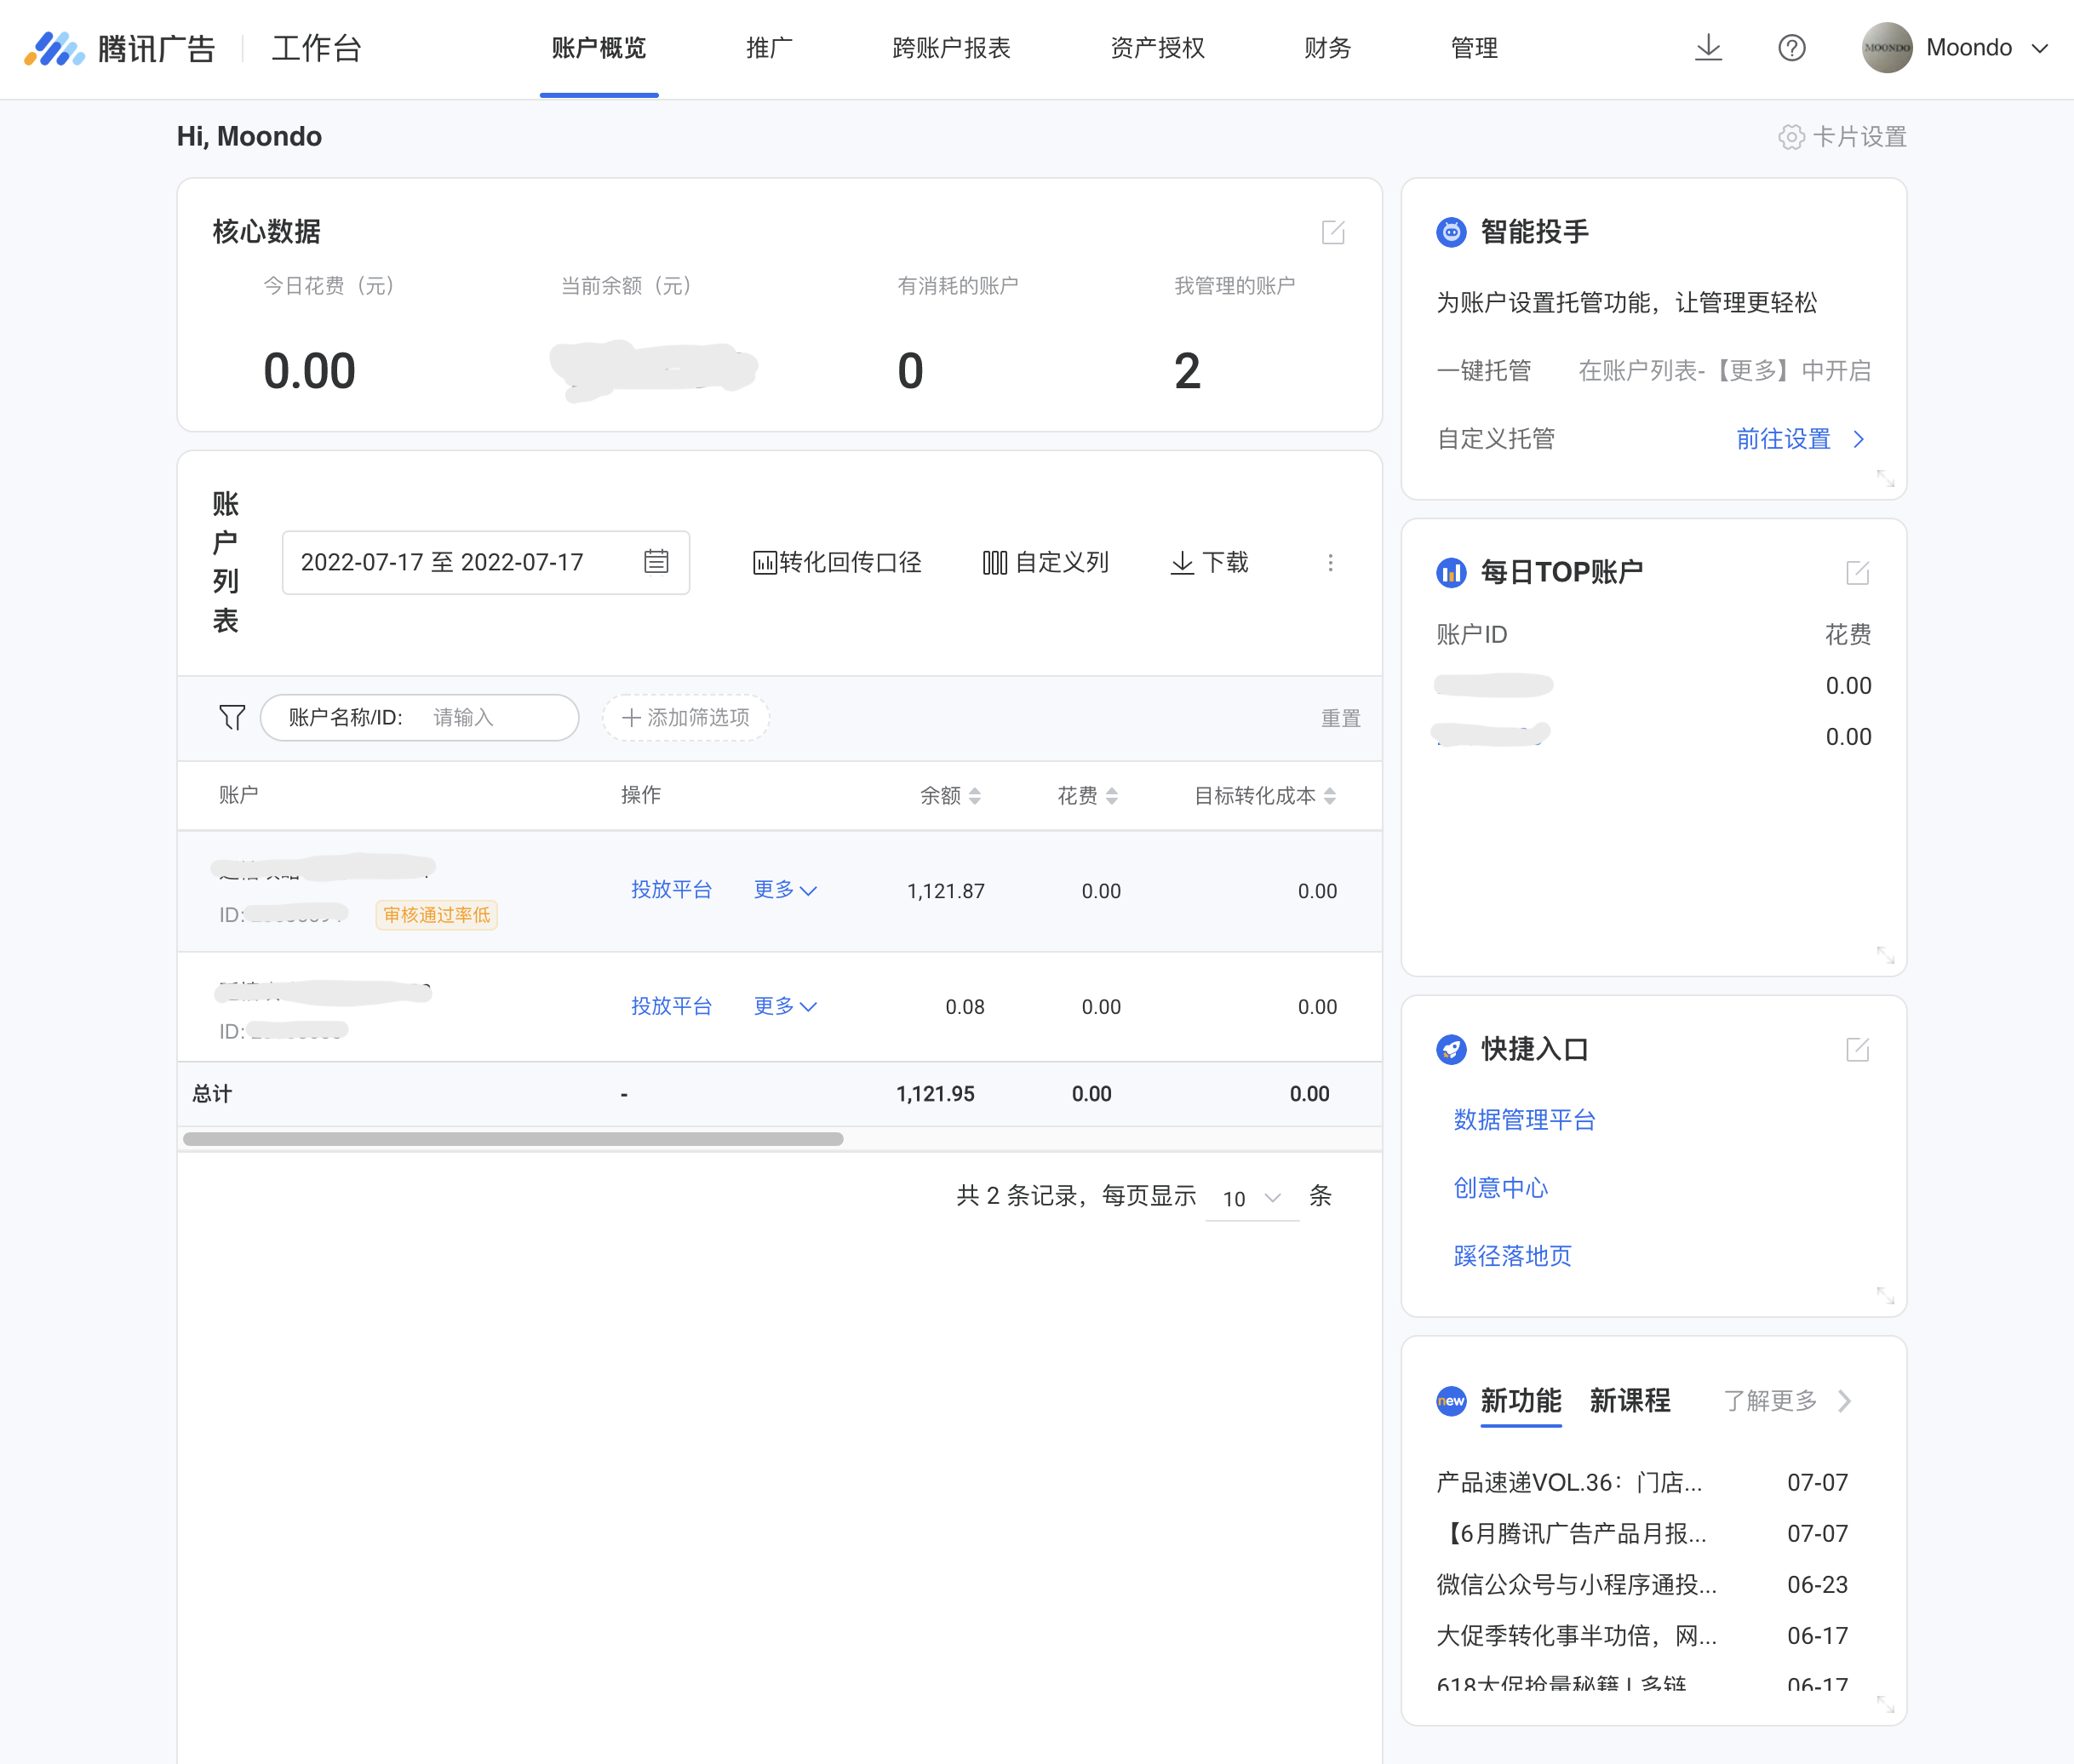 腾讯广告
工作台
账户概览
推广
跨账户报表
资产授权
财务
管理
MOONDO
Moondo
Hi, Moondo
卡片设置
核心数据
今日花费（元）
当前余额（元）
有消耗的账户
我管理的账户
0.00
0
2
账户列表
2022-07-17 至 2022-07-17
转化回传口径
自定义列
下载
账户名称/ID:
请输入
添加筛选项
重置
账户
操作
余额
花费
目标转化成本
投放平台
更多
1,121.87
0.00
0.00
ID:
审核通过率低
投放平台
更多
0.08
0.00
0.00
ID:
总计
-
1,121.95
0.00
0.00
共 2 条记录，每页显示
10
条
智能投手
为账户设置托管功能，让管理更轻松
一键托管
在账户列表-【更多】中开启
自定义托管
前往设置
每日TOP账户
账户ID
花费
0.00
0.00
快捷入口
数据管理平台
创意中心
蹊径落地页
new
新功能
新课程
了解更多
产品速递VOL.36：门店...
07-07
【6月腾讯广告产品月报...
07-07
微信公众号与小程序通投...
06-23
大促季转化事半功倍，网...
06-17
618大促抢量秘籍 | 多链
06-17